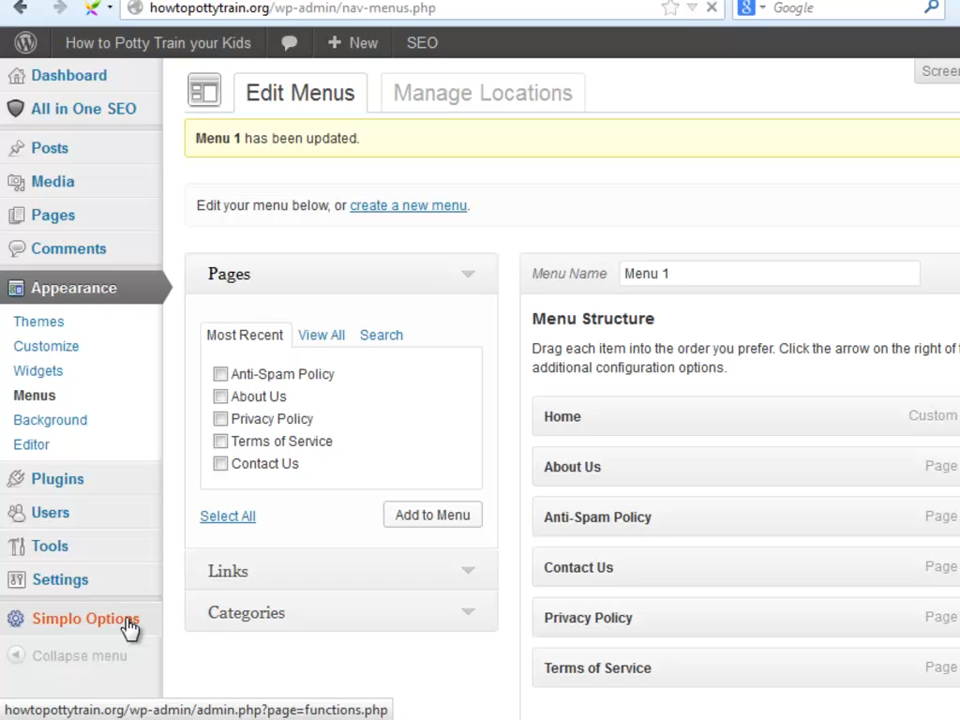 howtopottytrain.org/wp-admin/nav-menus.php
Google
How to Potty Train your Kids
New
SEO
Dashboard
All in One SEO
Posts
Media
Pages
Comments
Appearance
Themes
Customize
Widgets
Menus
Background
Editor
Plugins
Users
Tools
Settings
Simplo Options
Collapse menu
Scree
Edit Menus
Manage Locations
Menu 1 has been updated.
Edit your menu below, or create a new menu.
Pages
Most Recent
View All
Search
Anti-Spam Policy
About Us
Privacy Policy
Terms of Service
Contact Us
Select All
Add to Menu
Links
Categories
Menu Name
Menu 1
Menu Structure
Drag each item into the order you prefer. Click the arrow on the right of
additional configuration options.
Home
Custom
About Us
Page
Anti-Spam Policy
Page
Contact Us
Page
Privacy Policy
Page
Terms of Service
Page
howtopottytrain.org/wp-admin/admin.php?page=functions.php